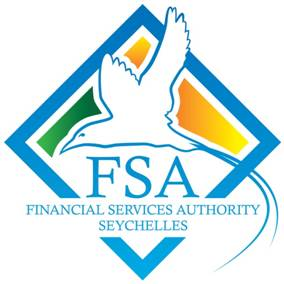 FSA
FINANCIAL SERVICES AUTHORITY
SEYCHELLES